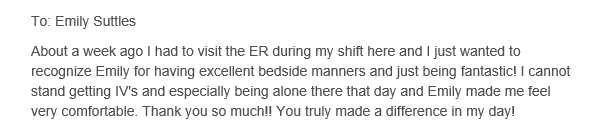 To: Emily Suttles
About a week ago I had to visit the ER during my shift here and I just wanted to
recognize Emily for having excellent bedside manners and just being fantastic! I cannot
stand getting IV's and especially being alone there that day and Emily made me feel
very comfortable. Thank you so much!! You truly made a difference in my day!